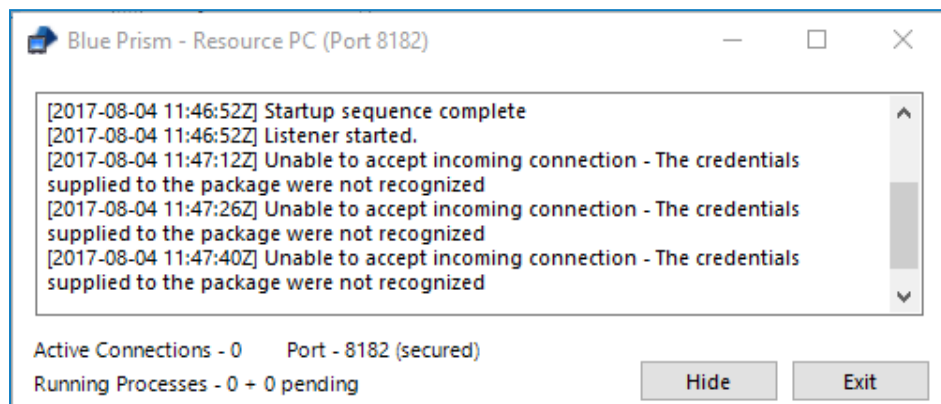 Blue Prism - Resource PC (Port 8182)
[2017-08-04 11:46:52Z] Startup sequence complete
[2017-08-04 11:46:52Z] Listener started.
[2017-08-04 11:47:12Z] Unable to accept incoming connection - The credentials
supplied to the package were not recognized
[2017-08-04 11:47:26Z] Unable to accept incoming connection - The credentials
supplied to the package were not recognized
[2017-08-04 11:47:40Z] Unable to accept incoming connection - The credentials
supplied to the package were not recognized
Active Connections - 0 Port - 8182 (secured)
Running Processes - 0 + 0 pending
Hide Exit